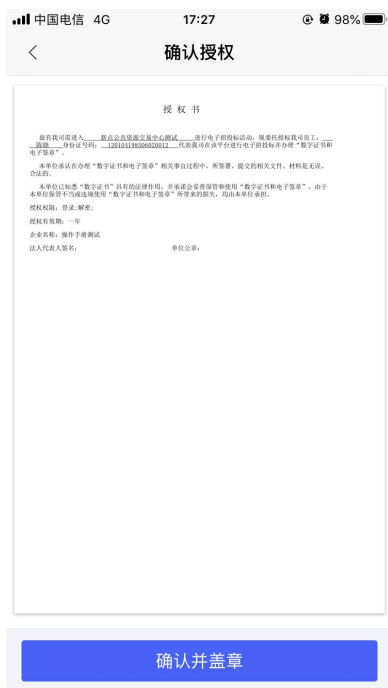 中国电信 4G 17:27 98%
确认授权
授 权 书
兹有我司需进入 新点公共资源交易中心测试 进行电子招投标活动，现委托授权我司员工：
陈晓 身份证号码： 120104198506020012 代表我司在该平台进行电子招投标并办理“数字证书和
电子签章”。
本单位承认在办理“数字证书和电子签章”相关事宜过程中，所签署、提交的相关文件、材料是无误、
合法的。
本单位已知悉“数字证书”具有的法律作用，并承诺会妥善保管和使用“数字证书和电子签章”。由于
本单位保管不当或违规使用“数字证书和电子签章”所带来的损失，均由本单位承担。
授权权限：登录;解密;
授权有效期：一年
企业名称：操作手册测试
法人代表人签名： 单位公章：
确认并盖章